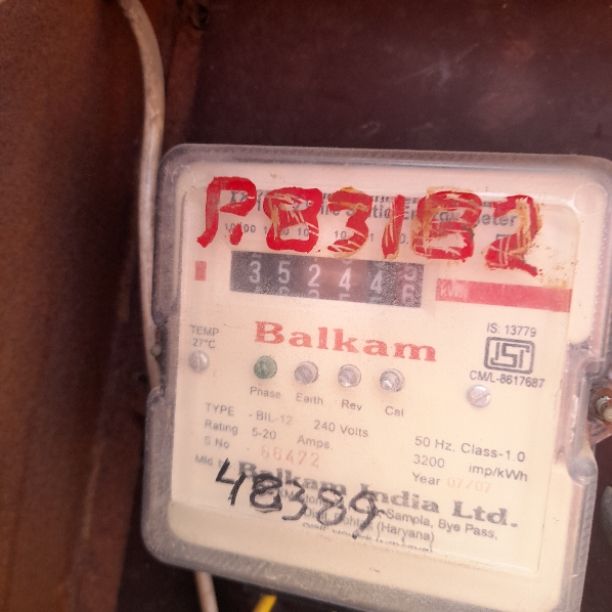 P.83182
35244
Balkam
IS. 13779
CM/L-8617687
TEMP
27°C
Phase Earth Rev Cal
TYPE - BIL-12 240 Volts
Rating 5-20 Amps. 50 Hz, Class-1.0
S.No 66472 3200 imp/kWh
Year 07/07
Balkam India Ltd.
48389
Sampla, Bye Pass,
(Haryana)